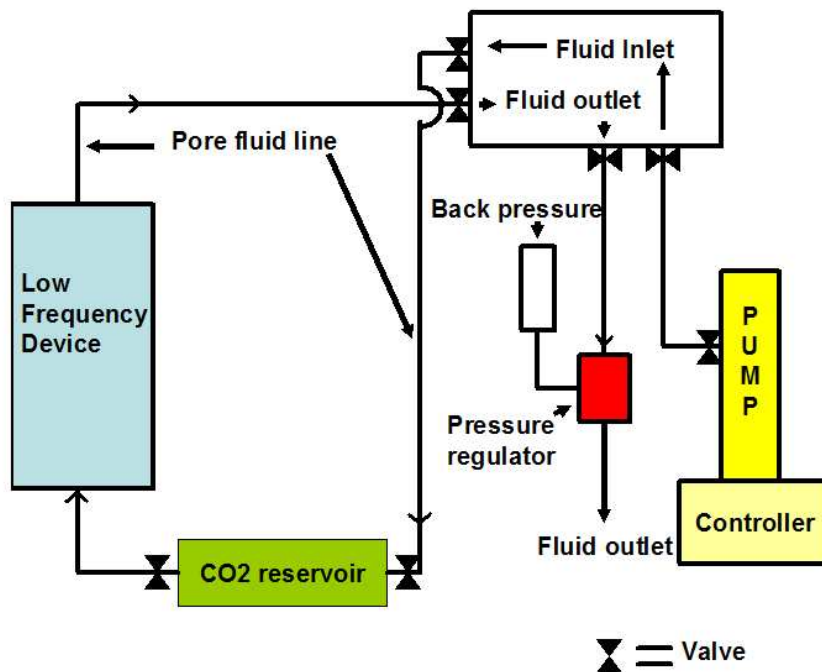 Fluid Inlet
Fluid outlet
Pore fluid line
Back pressure
Low
Frequency
Device
P
U
M
P
Pressure
regulator
Controller
Fluid outlet
CO2 reservoir
Valve